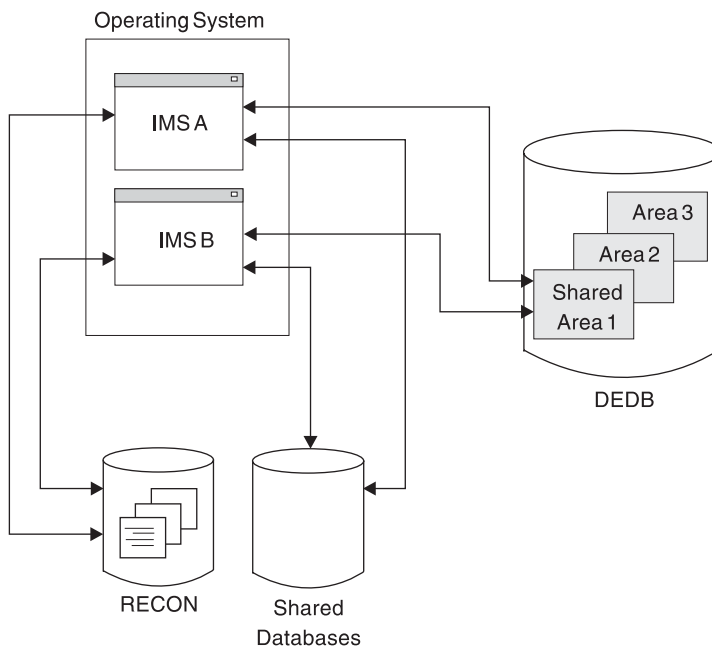 Operating System
IMS A
IMS B
Area 3
Area 2
Shared
Area 1
DEDB
RECON
Shared
Databases